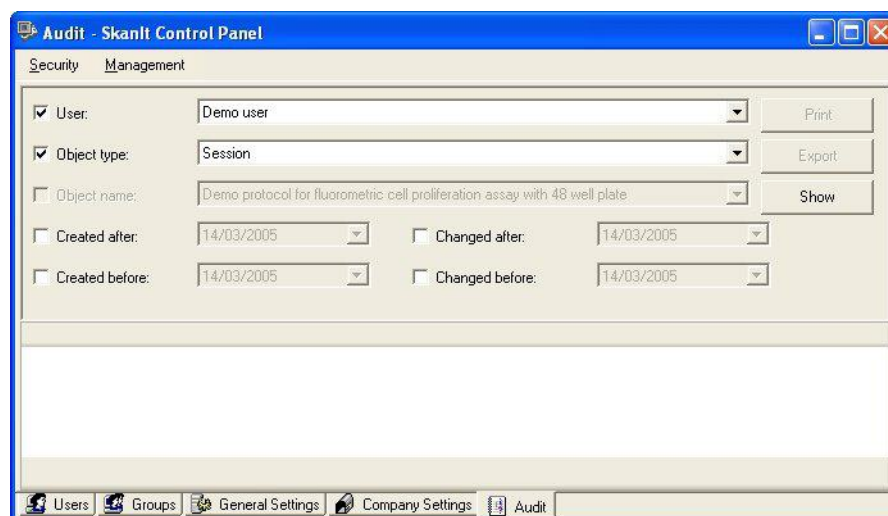 Audit - SkanIt Control Panel
Security Management
User: Demo user Print
Object type: Session Export
Object name: Demo protocol for fluorometric cell proliferation assay with 48 well plate Show
Created after: 14/03/2005 Changed after: 14/03/2005
Created before: 14/03/2005 Changed before: 14/03/2005
Users Groups General Settings Company Settings Audit